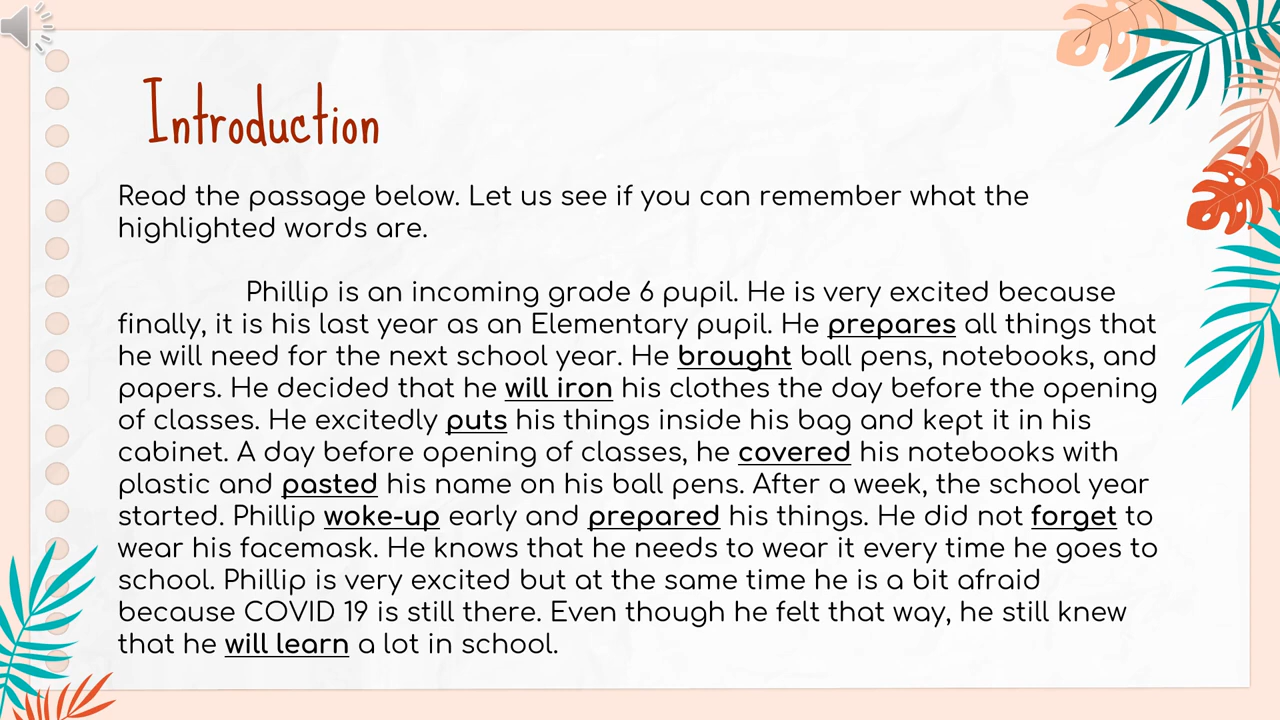 Introduction
Read the passage below. Let us see if you can remember what the
highlighted words are.
Phillip is an incoming grade 6 pupil. He is very excited because
finally, it is his last year as an Elementary pupil. He prepares all things that
he will need for the next school year. He brought ball pens, notebooks, and
papers. He decided that he will iron his clothes the day before the opening
of classes. He excitedly puts his things inside his bag and kept it in his
cabinet. A day before opening of classes, he covered his notebooks with
plastic and pasted his name on his ball pens. After a week, the school year
started. Phillip woke-up early and prepared his things. He did not forget to
wear his facemask. He knows that he needs to wear it every time he goes to
school. Phillip is very excited but at the same time he is a bit afraid
because COVID 19 is still there. Even though he felt that way, he still knew
that he will learn a lot in school.